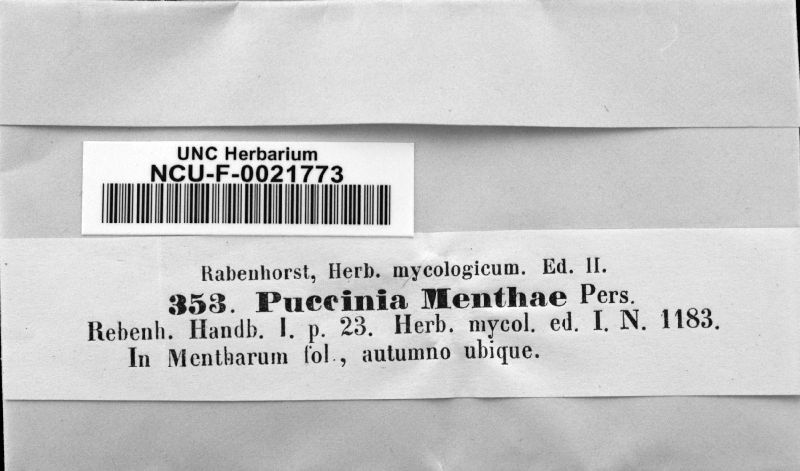 UNC Herbarium
NCU-F-0021773
Rabenhorst, Herb. mycologicum. Ed. II.
353. Puccinia Menthae Pers.
Rebenh. Handb. I. p. 23. Herb. mycol. ed. I. N. 1183.
In Mentharum fol., autumno ubique.